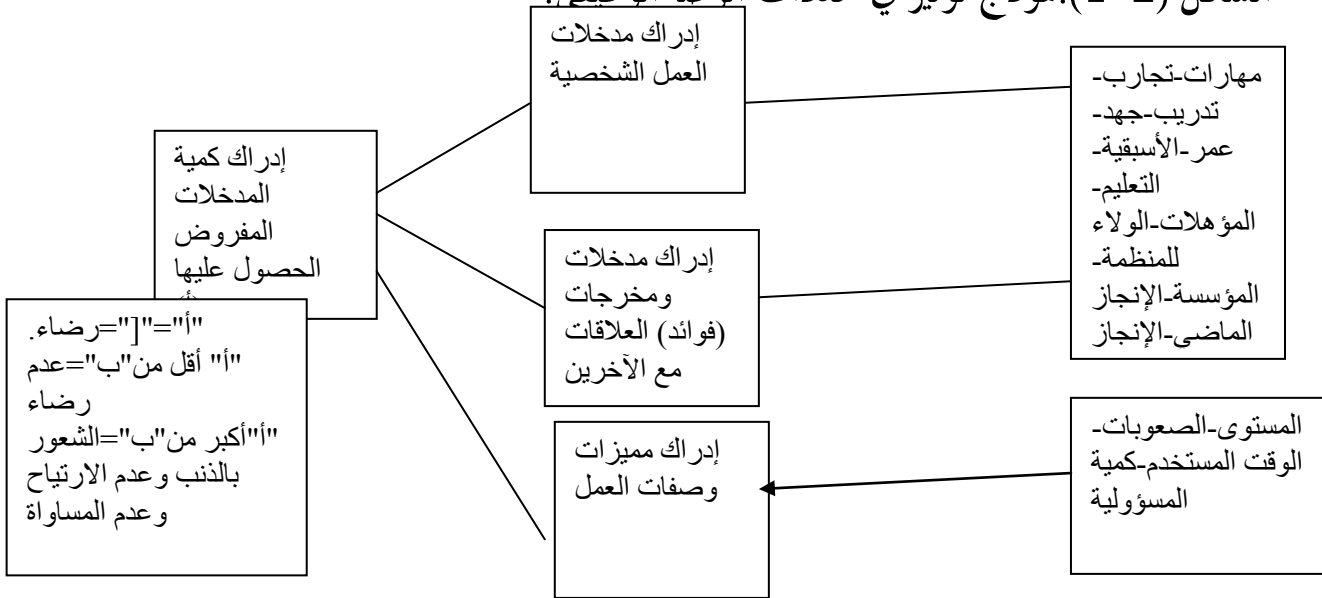 إدراك مدخلات
العمل الشخصية
مهارات-تجارب-
تدريب-جهد-
عمر-الأسبقية-
التعليم-
المؤهلات-الولاء
للمنظمة-
المؤسسة-الإنجاز
الماضى-الإنجاز
إدراك كمية
المدخلات
المفروض
الحصول عليها
إدراك مدخلات
ومخرجات
(فوائد) العلاقات
مع الآخرين
"أ"="["=رضاء.
"أ" أقل من"ب"=عدم
رضاء
"أ"أكبر من"ب"=الشعور
بالذنب وعدم الارتياح
وعدم المساواة
إدراك مميزات
وصفات العمل
المستوى-الصعوبات-
الوقت المستخدم-كمية
المسؤولية